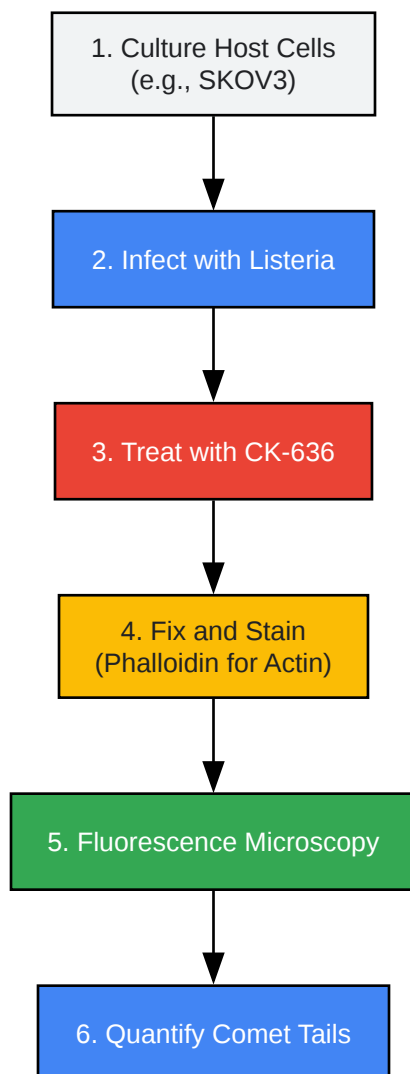 1. Culture Host Cells
(e.g., SKOV3)
2. Infect with Listeria
3. Treat with CK-636
4. Fix and Stain
(Phalloidin for Actin)
5. Fluorescence Microscopy
6. Quantify Comet Tails